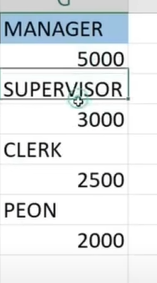 MANAGER
5000
SUPERVISOR
3000
CLERK
2500
PEON
2000